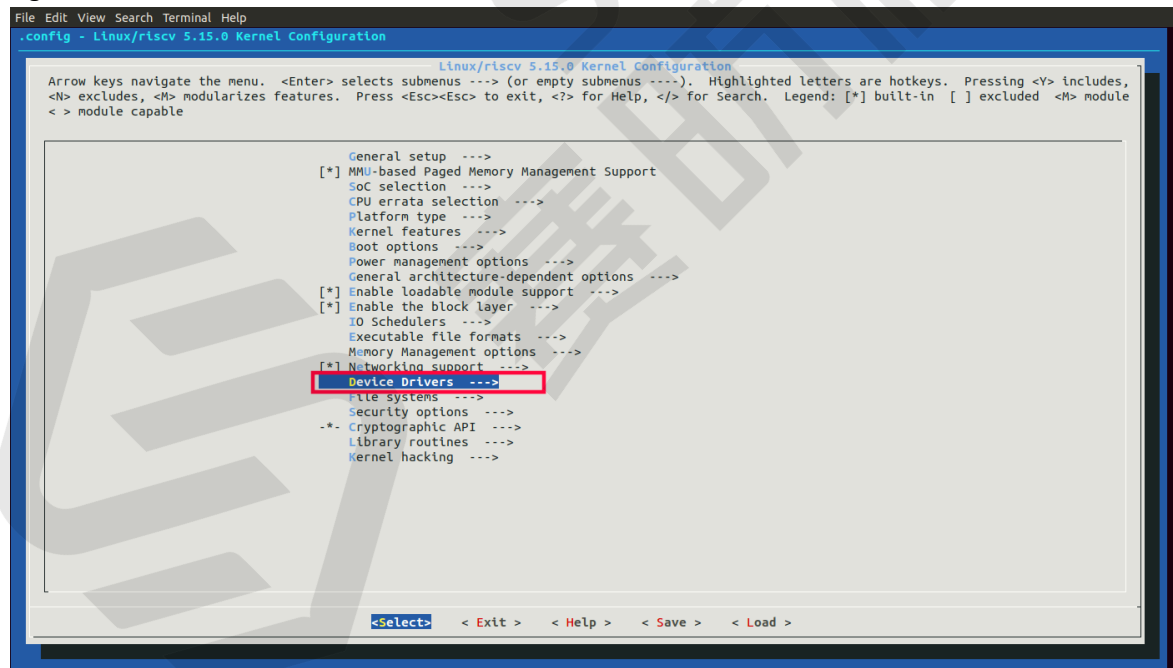 File Edit View Search Terminal Help
.config - Linux/riscv 5.15.0 Kernel Configuration
Linux/riscv 5.15.0 Kernel Configuration
Arrow keys navigate the menu.  <Enter> selects submenus ---> (or empty submenus ----).  Highlighted letters are hotkeys.  Pressing <Y> includes,
<N> excludes, <M> modularizes features.  Press <Esc><Esc> to exit, <?> for Help, </> for Search.  Legend: [*] built-in  [ ] excluded  <M> module
< > module capable
General setup  --->
[*] MMU-based Paged Memory Management Support
SoC selection  --->
CPU errata selection  --->
Platform type  --->
Kernel features  --->
Boot options  --->
Power management options  --->
General architecture-dependent options  --->
[*] Enable loadable module support  --->
[*] Enable the block layer  --->
IO Schedulers  --->
Executable file formats  --->
Memory Management options  --->
[*] Networking support  --->
Device Drivers  --->
File systems  --->
Security options  --->
-*- Cryptographic API  --->
Library routines  --->
Kernel hacking  --->
<Select>    < Exit >    < Help >    < Save >    < Load >